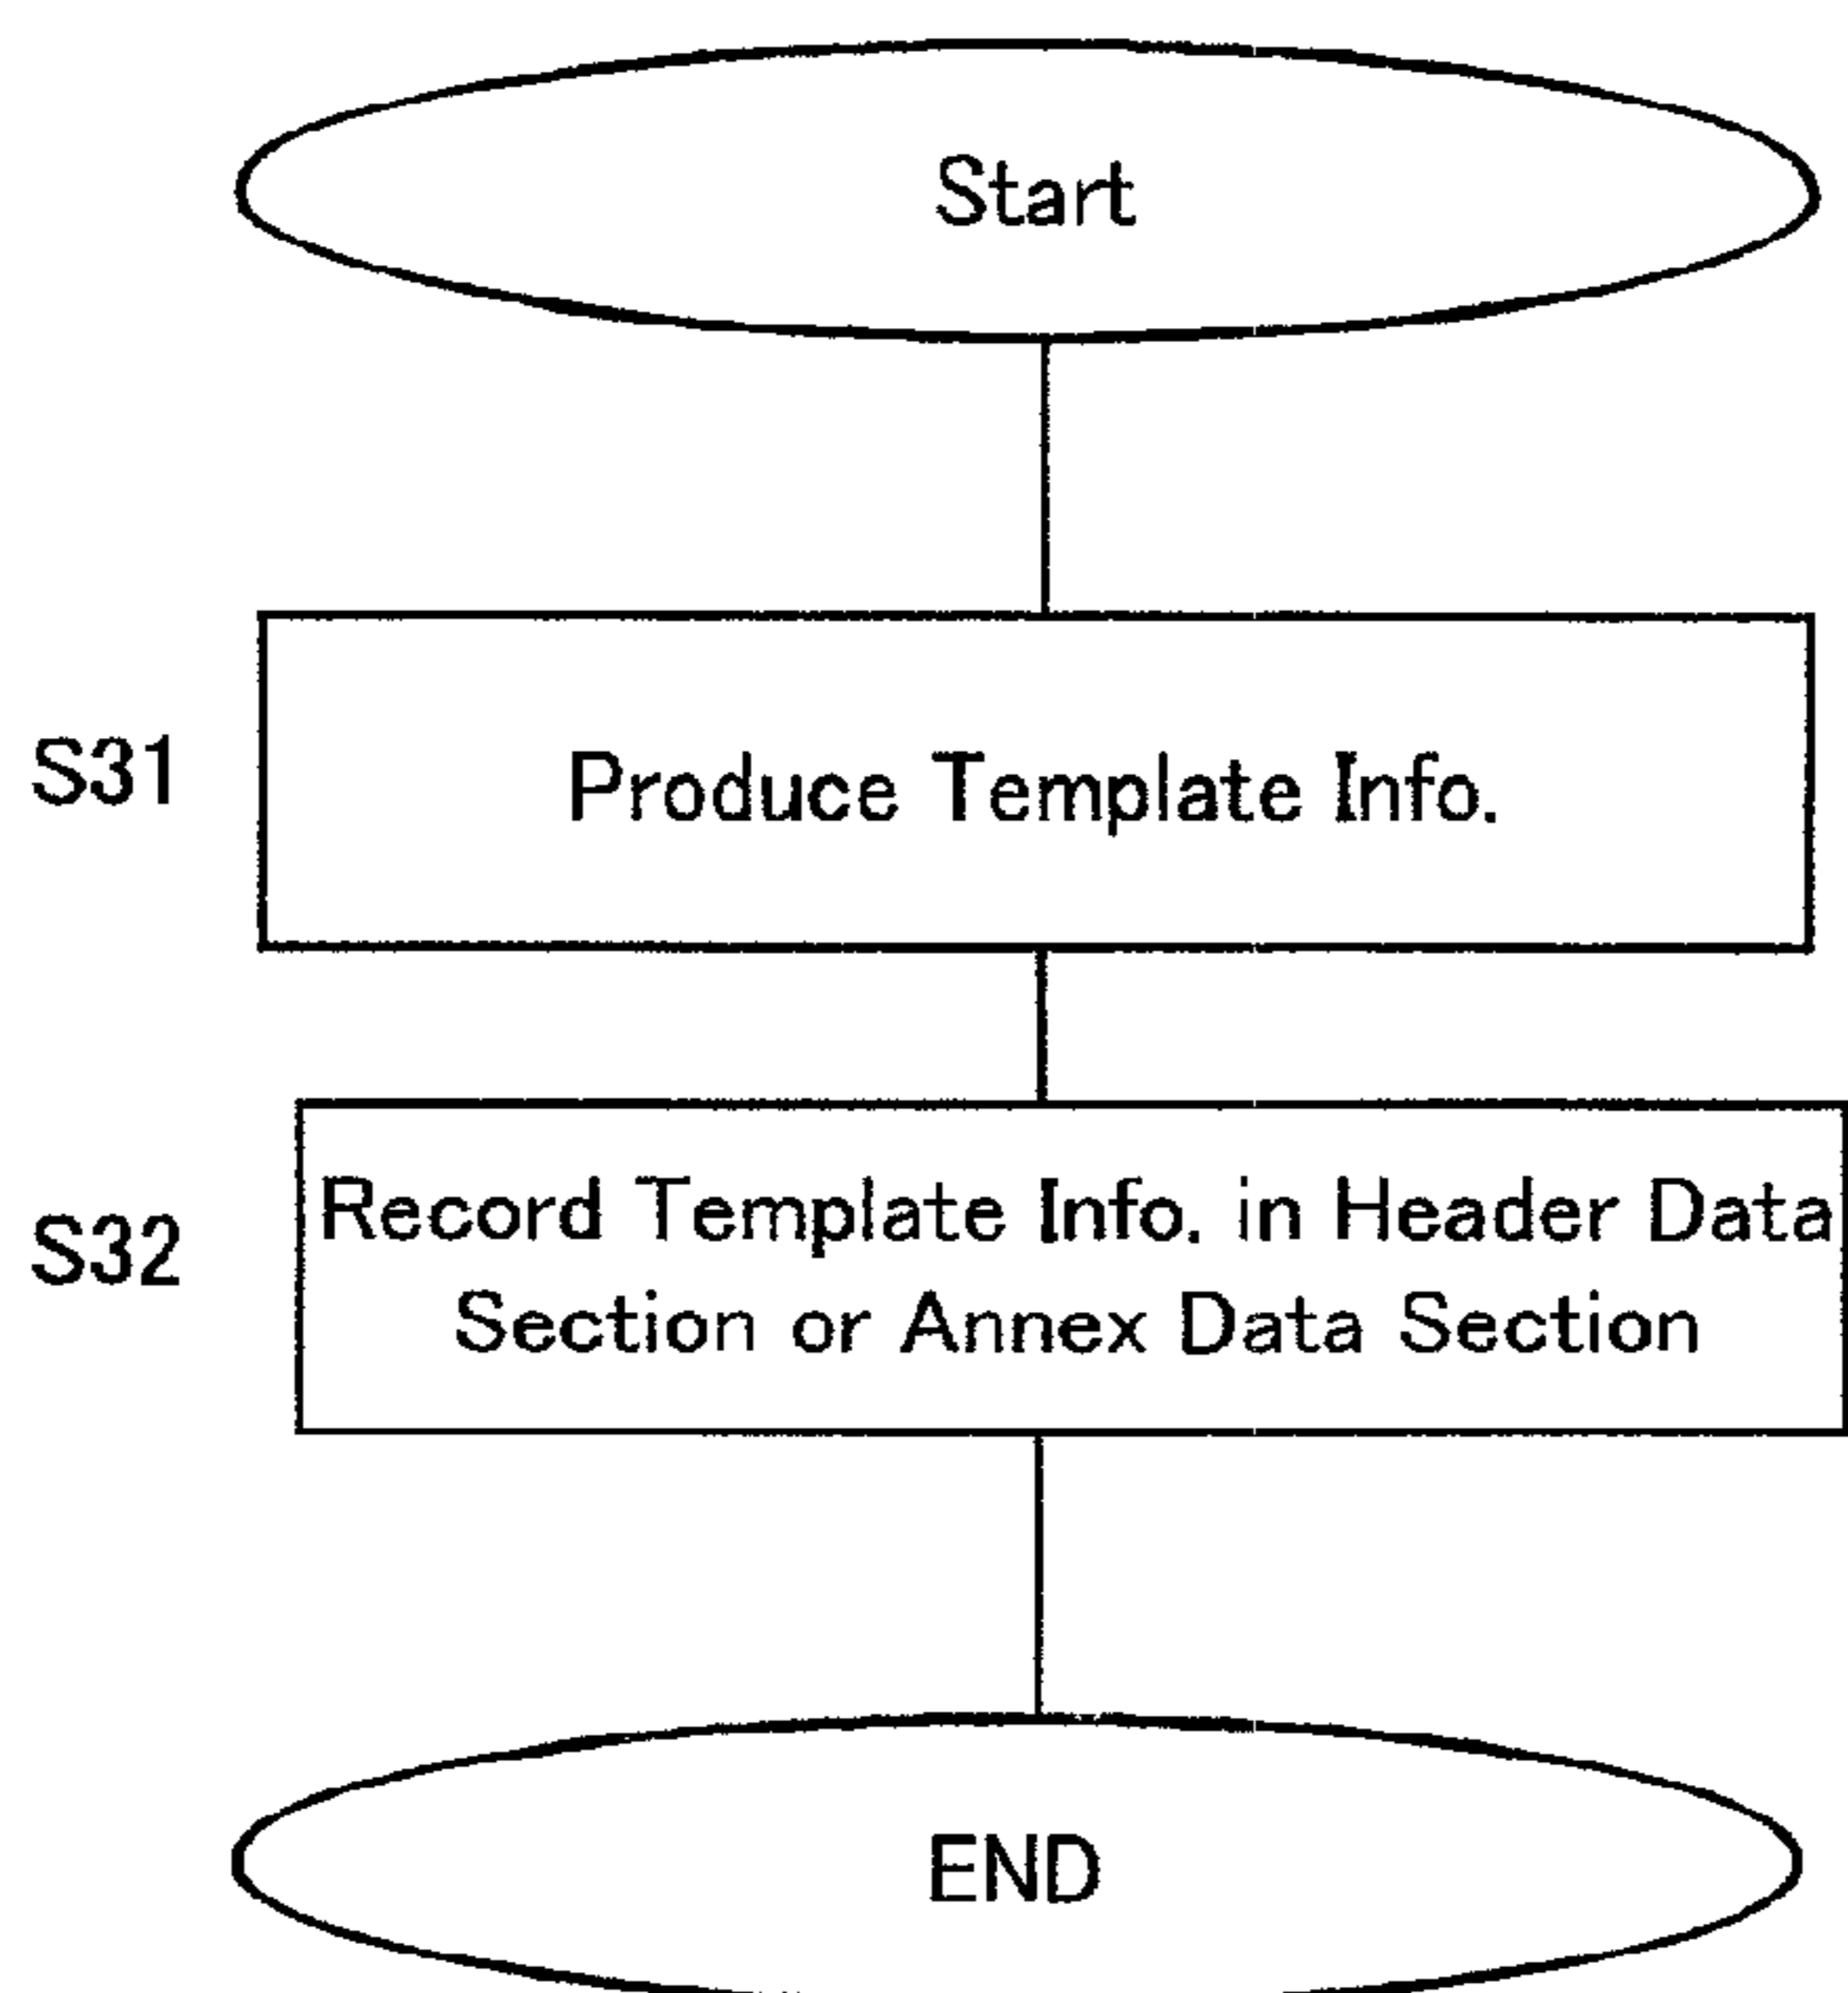 Start
S31
Produce Template Info.
S32
Record Template Info. in Header Data
Section or Annex Data Section
END